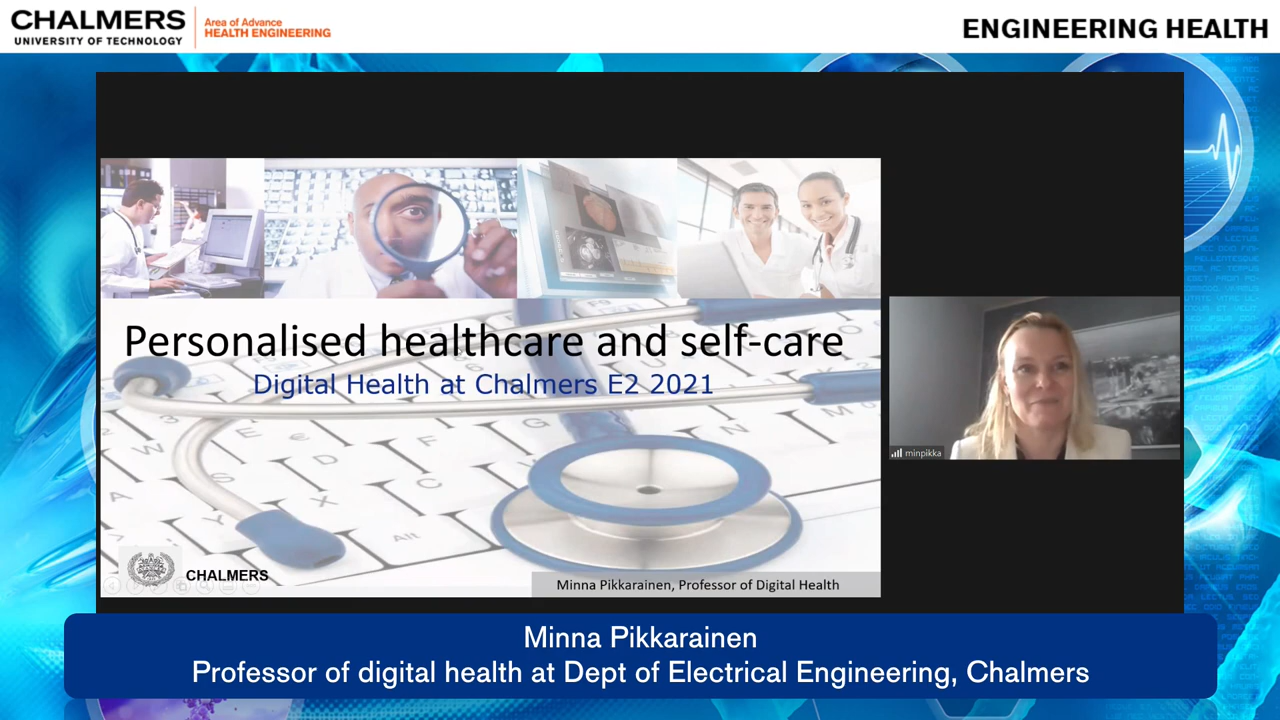 CHALMERS
UNIVERSITY OF TECHNOLOGY
Area of Advance
HEALTH ENGINEERING
ENGINEERING HEALTH
Personalised healthcare and self-care
Digital Health at Chalmers E2 2021
CHALMERS
Minna Pikkarainen, Professor of Digital Health
minpikka
Minna Pikkarainen
Professor of digital health at Dept of Electrical Engineering, Chalmers